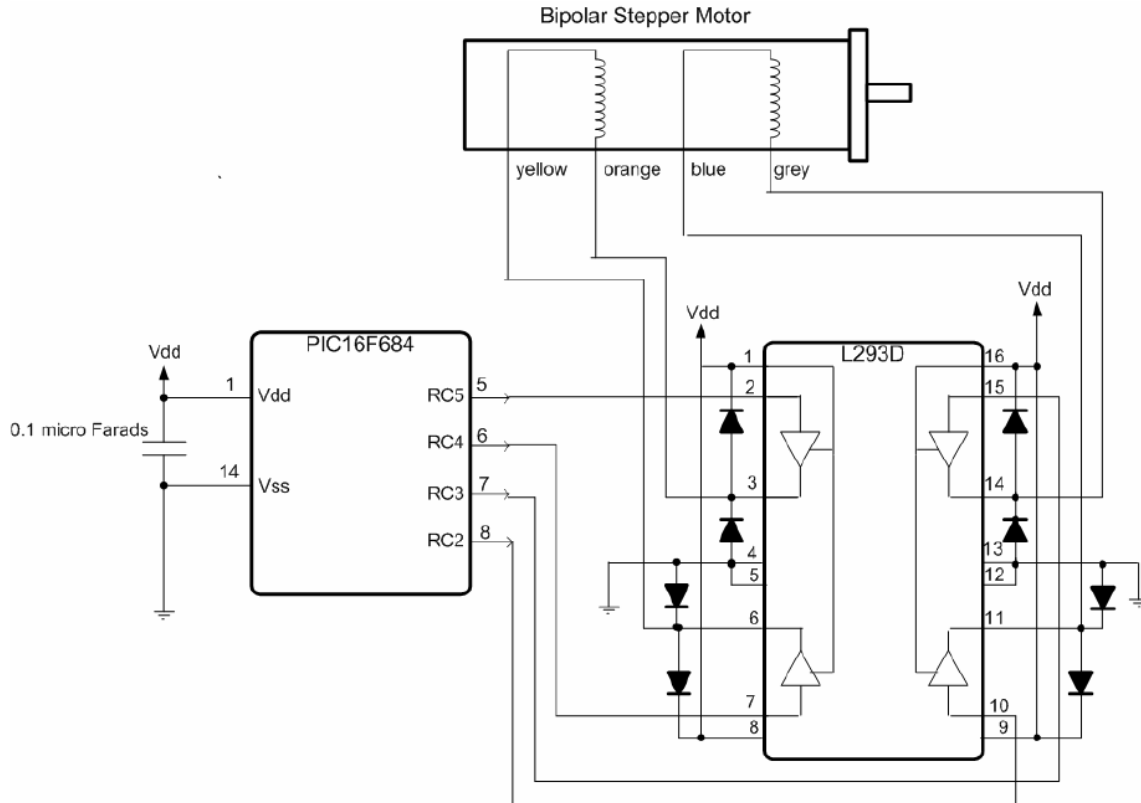 Bipolar Stepper Motor
yellow
orange
blue
grey
Vdd
0.1 micro Farads
PIC16F684
1
Vdd
14
Vss
RC5
5
RC4
6
RC3
7
RC2
8
Vdd
Vdd
L293D
1
2
3
4
5
6
7
8
16
15
14
13
12
11
10
9